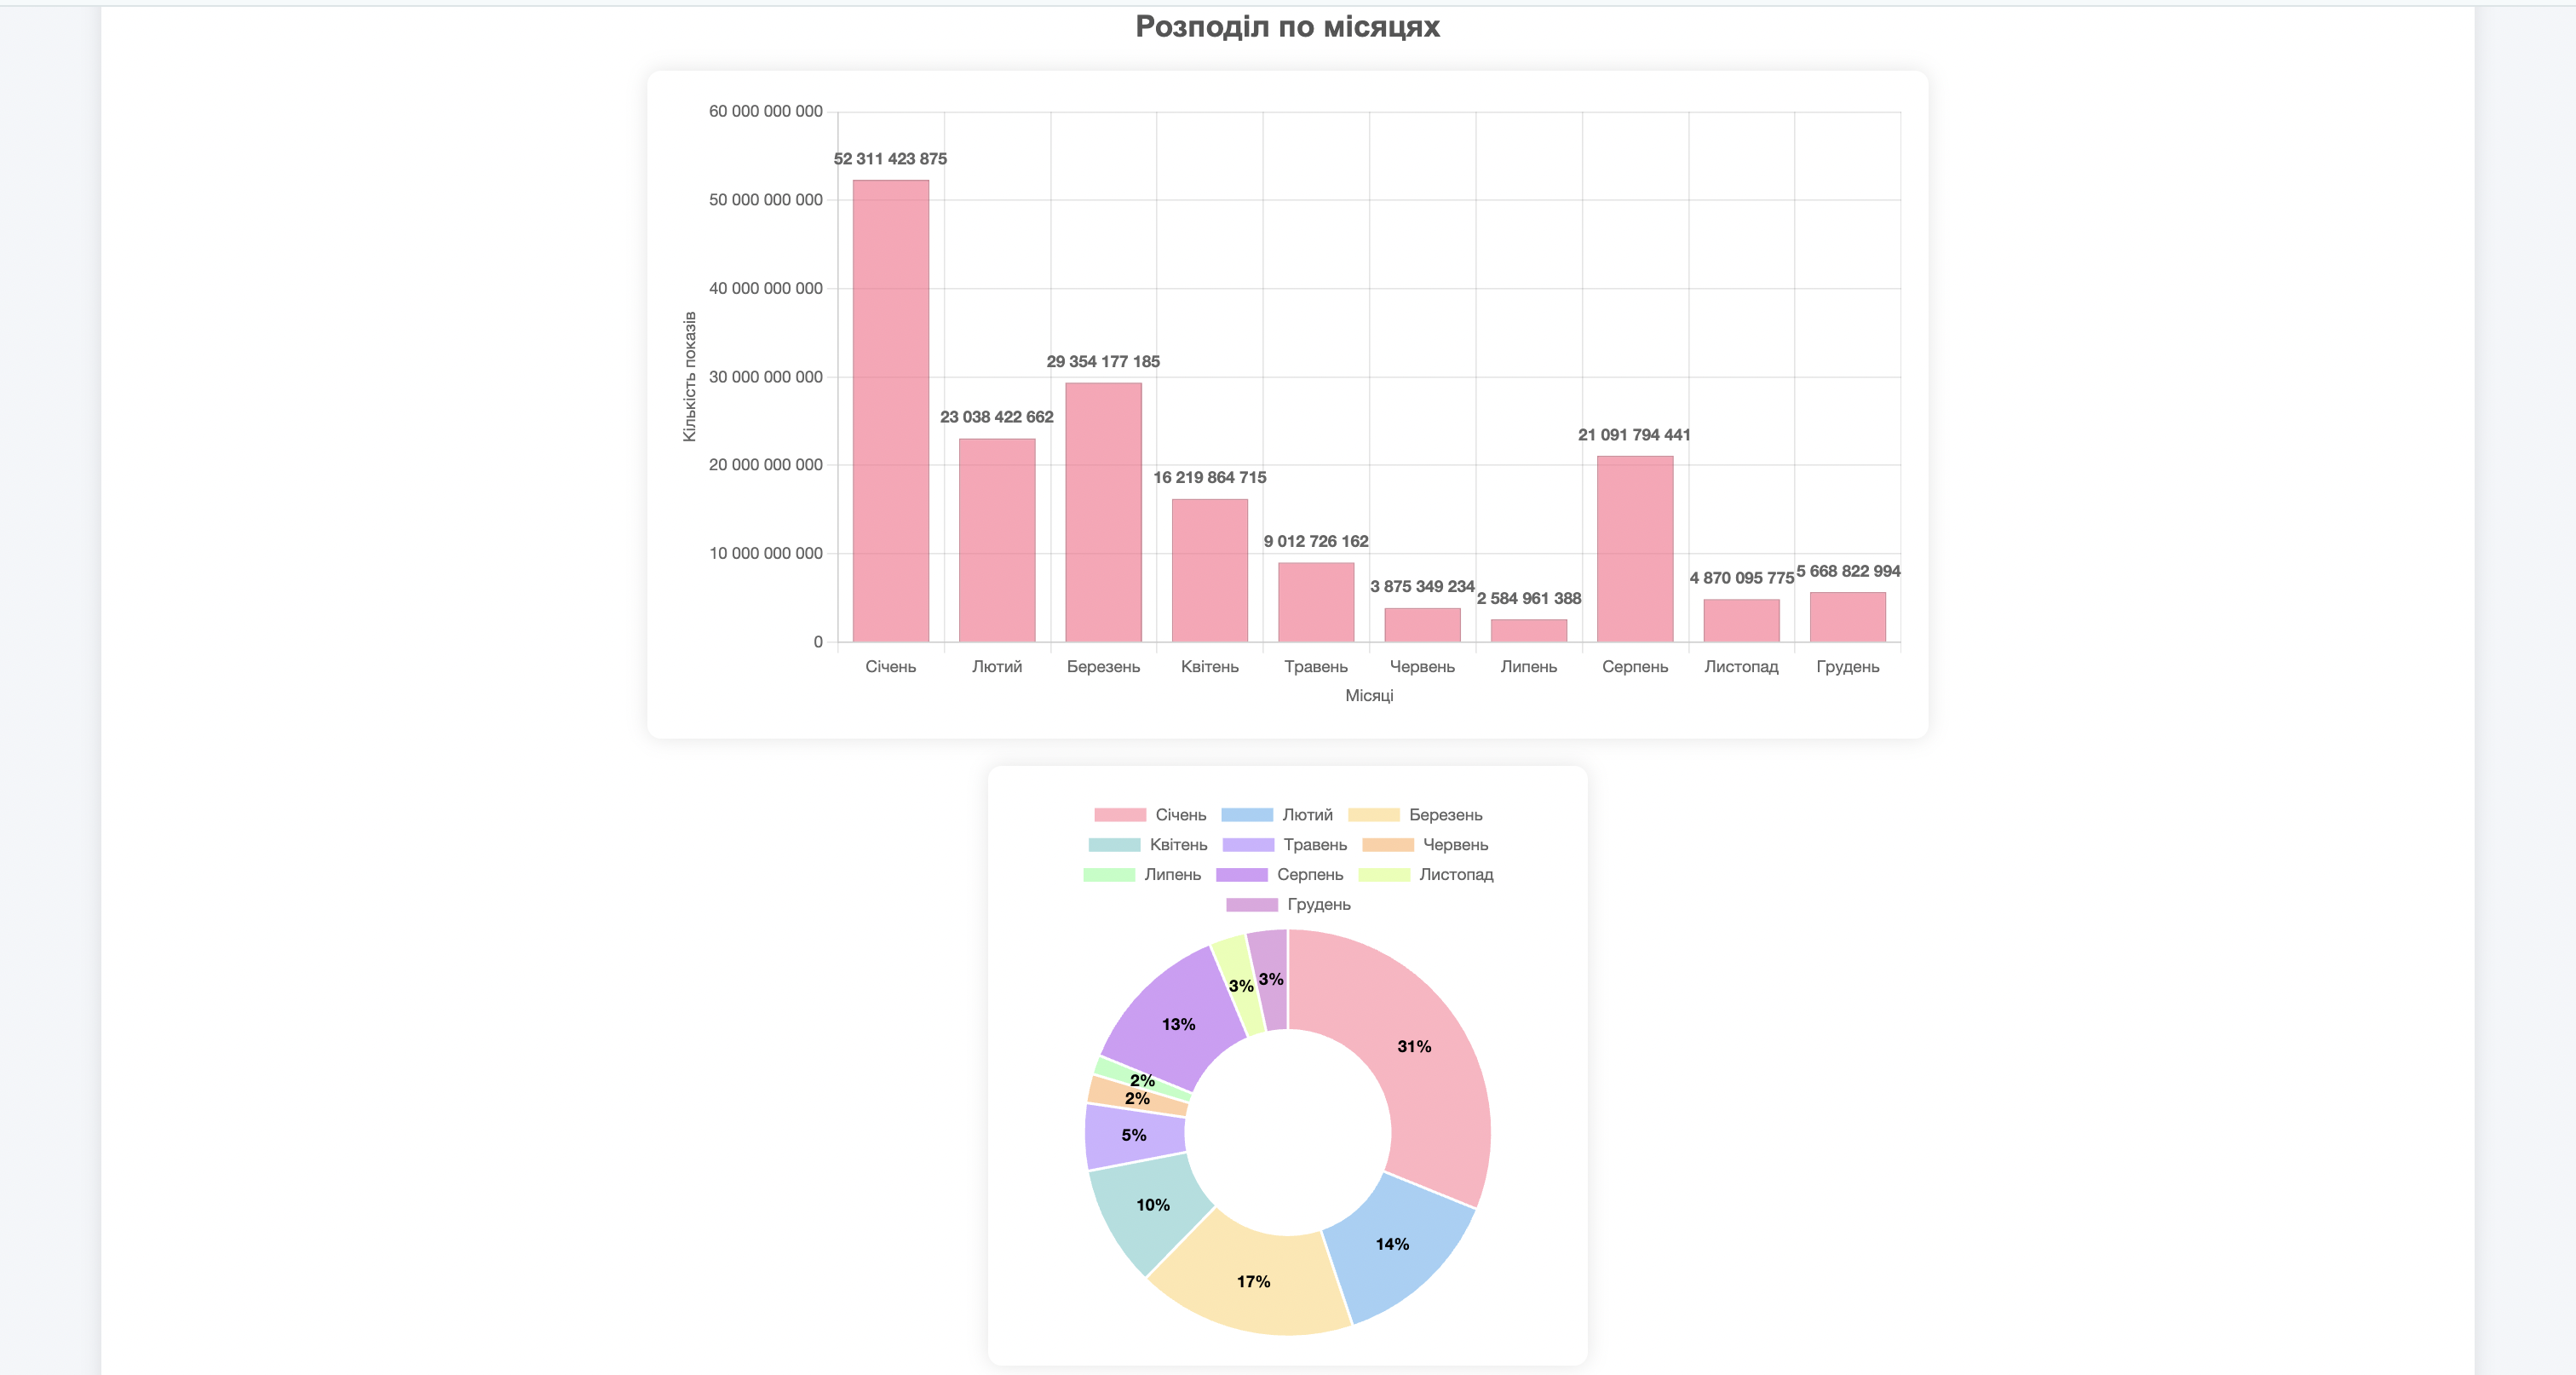 Розподіл по місяцях
60 000 000 000
52 311 423 875
50 000 000 000
40 000 000 000
Кількість показів
29 354 177 185
30 000 000 000
23 038 422 662
21 091 794 441
20 000 000 000
16 219 864 715
9 012 726 162
10 000 000 000
3 875 349 234
2 584 961 388
4 870 095 775
5 668 822 994
0
Січень Лютий Березень Квітень Травень Червень Липень Серпень Листопад Грудень
Місяці
Січень Лютий Березень
Квітень Травень Червень
Липень Серпень Листопад
Грудень
3%
3%
13%
31%
2%
2%
5%
10%
14%
17%